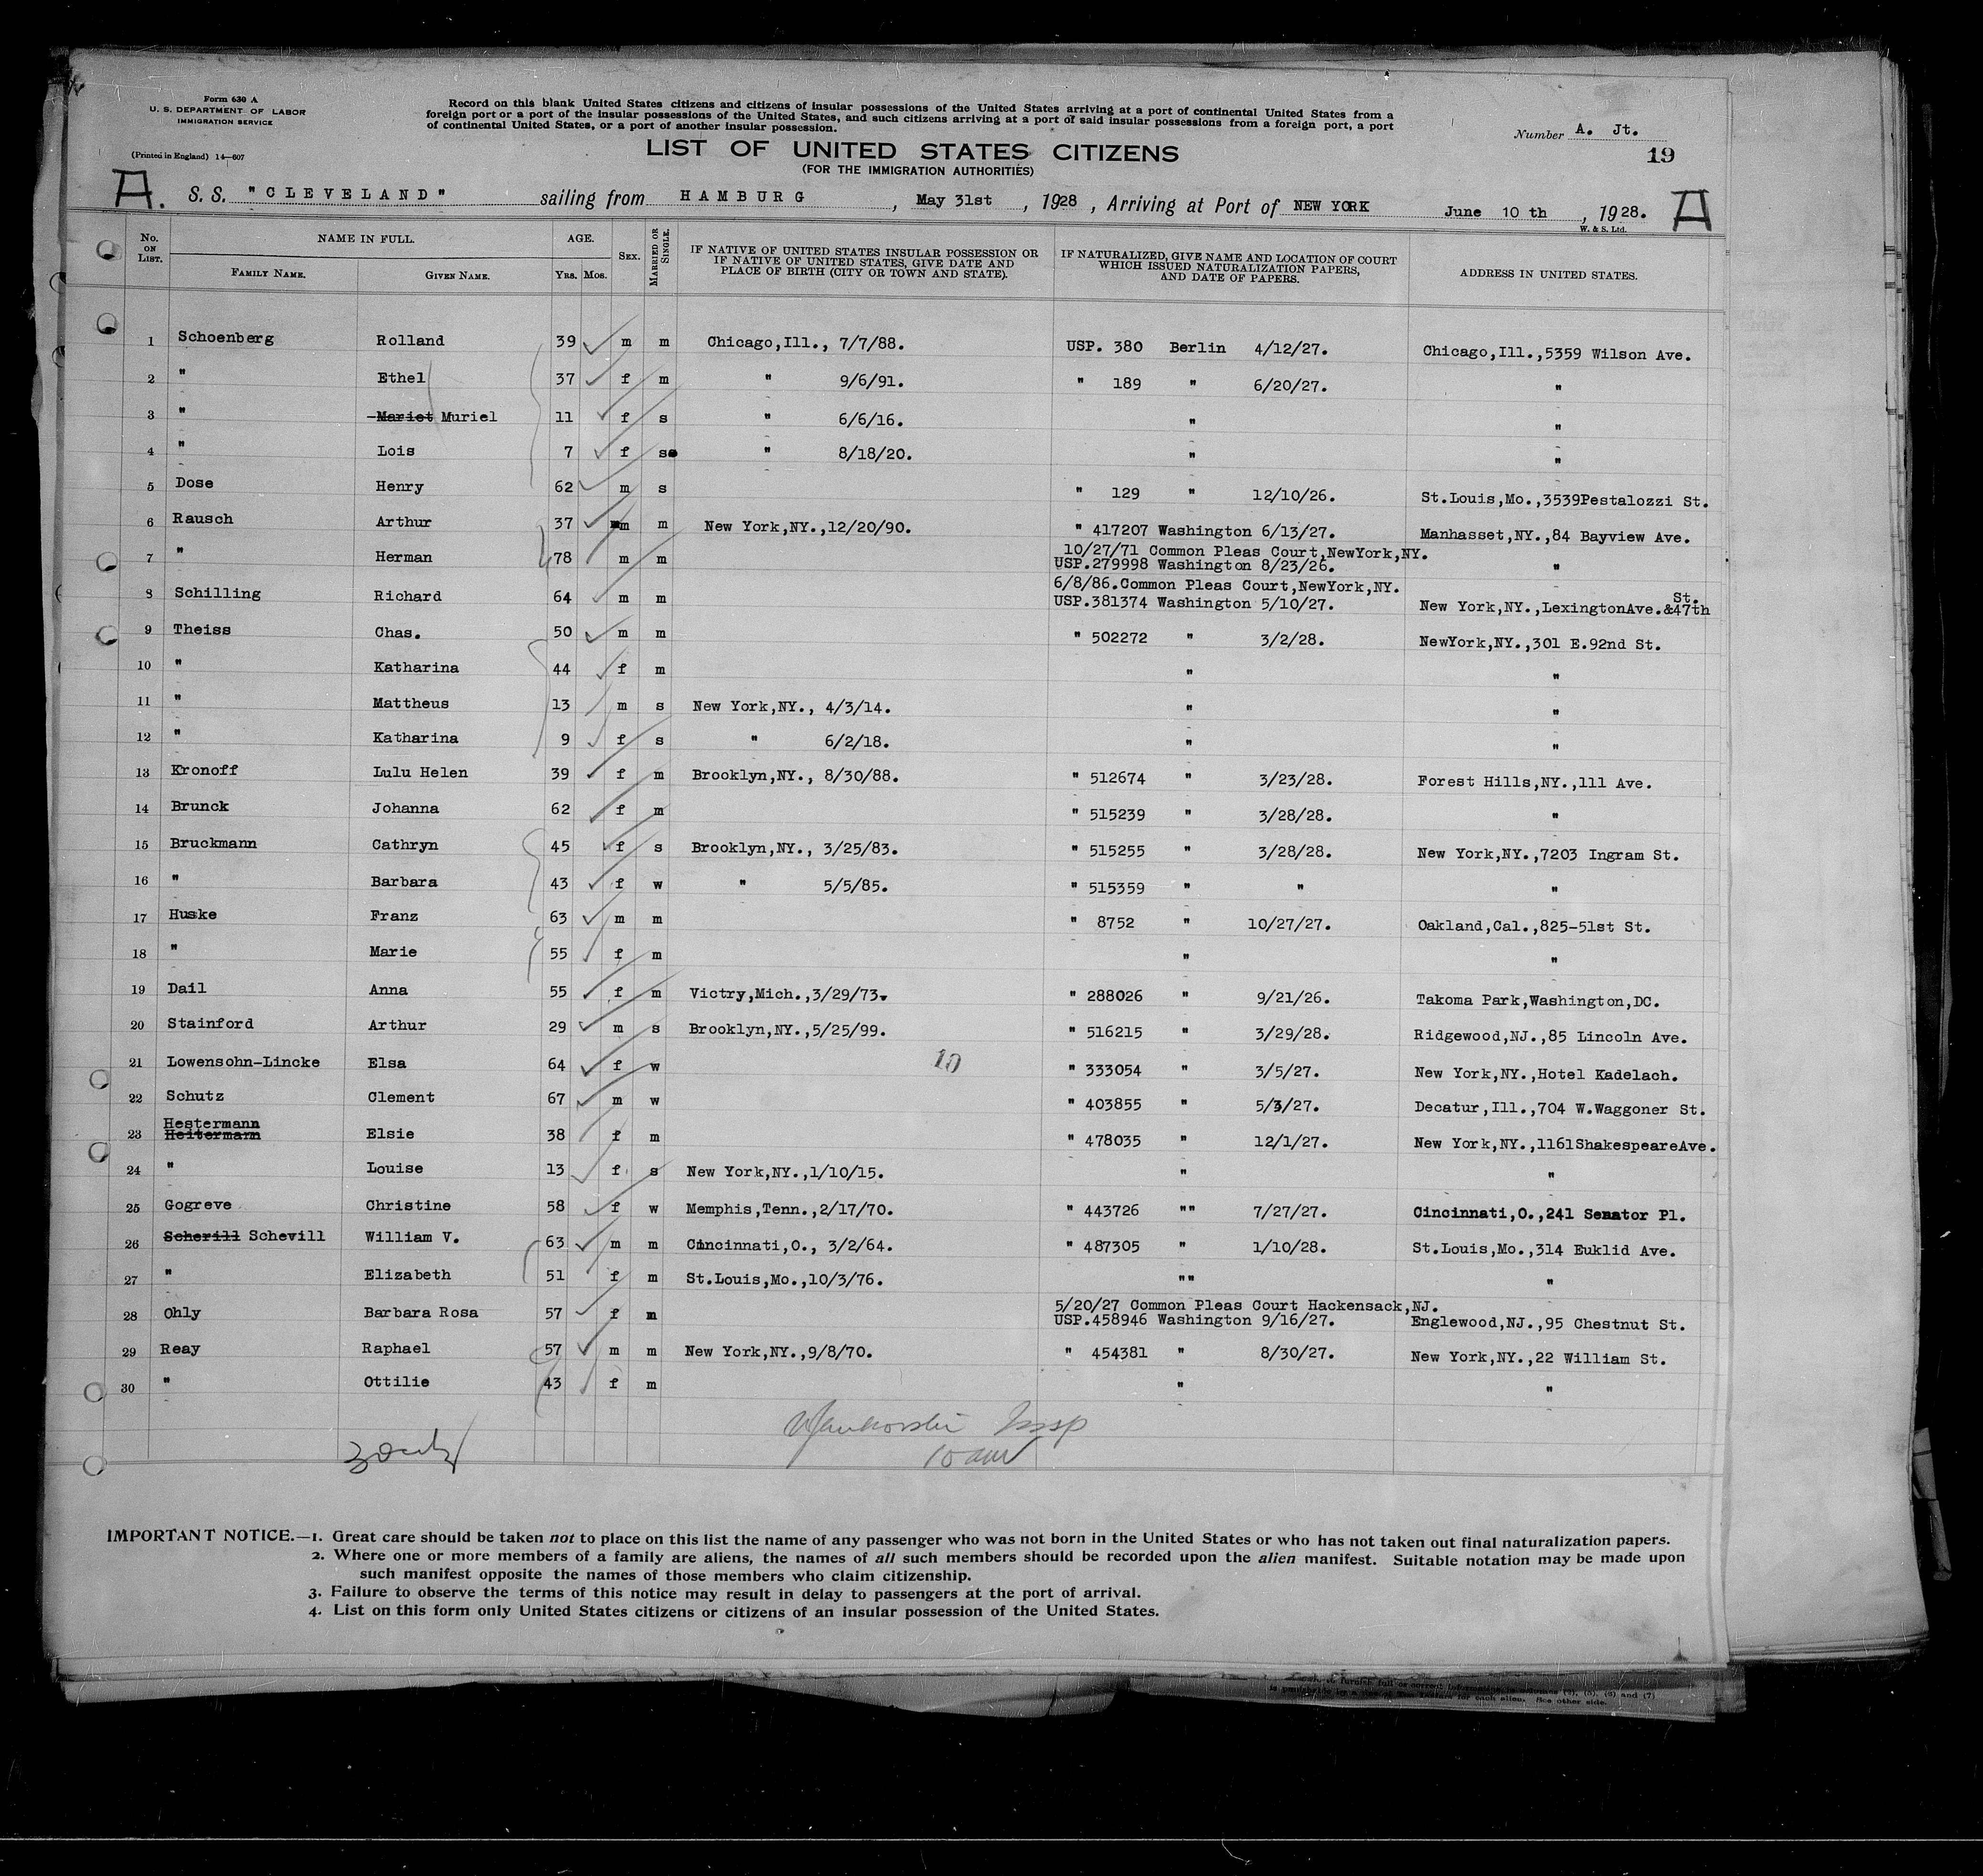 Form 630 A
U. S. DEPARTMENT OF LABOR
IMMIGRATION SERVICE
(Printed in England) 14—607
Record on this blank United States citizens and citizens of insular possessions of the United States arriving at a port of continental United States from a
foreign port or a port of the insular possessions of the United States, and such citizens arriving at a port of said insular possessions from a foreign port, a port
of continental United States, or a port of another insular possession.
Number A. Jt.
19
LIST OF UNITED STATES CITIZENS
(FOR THE IMMIGRATION AUTHORITIES)
A. S. S. "CLEVELAND" sailing from HAMBURG, May 31st, 1928, Arriving at Port of NEW YORK June 10 th, 1928. A
W. & S. Ltd.
No. ON LIST. NAME IN FULL. FAMILY NAME. GIVEN NAME. AGE. YRS. MOS. SEX. MARRIED OR SINGLE. IF NATIVE OF UNITED STATES INSULAR POSSESSION OR IF NATIVE OF UNITED STATES, GIVE DATE AND PLACE OF BIRTH (CITY OR TOWN AND STATE). IF NATURALIZED, GIVE NAME AND LOCATION OF COURT WHICH ISSUED NATURALIZATION PAPERS, AND DATE OF PAPERS. ADDRESS IN UNITED STATES.
1 Schoenberg Rolland 39 m m Chicago,Ill., 7/7/88. USP. 380 Berlin 4/12/27. Chicago,Ill.,5359 Wilson Ave.
2 " Ethel 37 f m " 9/6/91. " 189 " 6/20/27. "
3 " Mariet Muriel 11 f s " 6/6/16. " "
4 " Lois 7 f s " 8/18/20. " "
5 Dose Henry 62 m s " 129 " 12/10/26. St.Louis,Mo.,3539Pestalozzi St.
6 Rausch Arthur 37 m m New York,NY.,12/20/90. " 417207 Washington 6/13/27. Manhasset,NY.,84 Bayview Ave.
7 " Herman 78 m m 10/27/71 Common Pleas Court,NewYork,NY.
USP.279998 Washington 8/23/26. "
8 Schilling Richard 64 m m 6/8/86.Common Pleas Court,NewYork,NY.
USP.381374 Washington 5/10/27. New York,NY.,LexingtonAve.&47th St.
9 Theiss Chas. 50 m m " 502272 " 3/2/28. NewYork,NY.,301 E.92nd St.
10 " Katharina 44 f m " "
11 " Mattheus 13 m s New York,NY., 4/3/14. " "
12 " Katharina 9 f s " 6/2/18. " "
13 Kronoff Lulu Helen 39 f m Brooklyn,NY., 8/30/88. " 512674 " 3/23/28. Forest Hills,NY.,111 Ave.
14 Brunck Johanna 62 f m " 515239 " 3/28/28. "
15 Bruckmann Cathryn 45 f s Brooklyn,NY., 3/25/83. " 515255 " 3/28/28. New York,NY.,7203 Ingram St.
16 " Barbara 43 f w " 5/5/85. " 515359 " " "
17 Huske Franz 63 m m " 8752 " 10/27/27. Oakland,Cal.,825-51st St.
18 " Marie 55 f m " "
19 Dail Anna 55 f m Victry,Mich.,3/29/73. " 288026 " 9/21/26. Takoma Park,Washington,DC.
20 Stainford Arthur 29 m s Brooklyn,NY.,5/25/99. " 516215 " 3/29/28. Ridgewood,NJ.,85 Lincoln Ave.
21 Lowensohn-Lincke Elsa 64 f w 10 " 333054 " 3/5/27. New York,NY.,Hotel Kadelach.
22 Schutz Clement 67 m w " 403855 " 5/3/27. Decatur,Ill.,704 W.Waggoner St.
Hestermann
23 Heitermann Elsie 38 f m " 478035 " 12/1/27. New York,NY.,1161ShakespeareAve.
24 " Louise 13 f s New York,NY.,1/10/15. " "
25 Gogreve Christine 58 f w Memphis,Tenn.,2/17/70. " 443726 "" 7/27/27. Cincinnati,O.,241 Senator Pl.
26 Scherill Schevill William V. 63 m m Cincinnati,O., 3/2/64. " 487305 " 1/10/28. St.Louis,Mo.,314 Euklid Ave.
27 " Elizabeth 51 f m St.Louis,Mo.,10/3/76. "" "
28 Ohly Barbara Rosa 57 f m 5/20/27 Common Pleas Court Hackensack,NJ.
USP.458946 Washington 9/16/27. Englewood,NJ.,95 Chestnut St.
29 Reay Raphael 57 m m New York,NY.,9/8/70. " 454381 " 8/30/27. New York,NY.,22 William St.
30 " Ottilie 43 f m " "
Insp
IMPORTANT NOTICE.—1. Great care should be taken not to place on this list the name of any passenger who was not born in the United States or who has not taken out final naturalization papers.
2. Where one or more members of a family are aliens, the names of all such members should be recorded upon the alien manifest. Suitable notation may be made upon
such manifest opposite the names of those members who claim citizenship.
3. Failure to observe the terms of this notice may result in delay to passengers at the port of arrival.
4. List on this form only United States citizens or citizens of an insular possession of the United States.